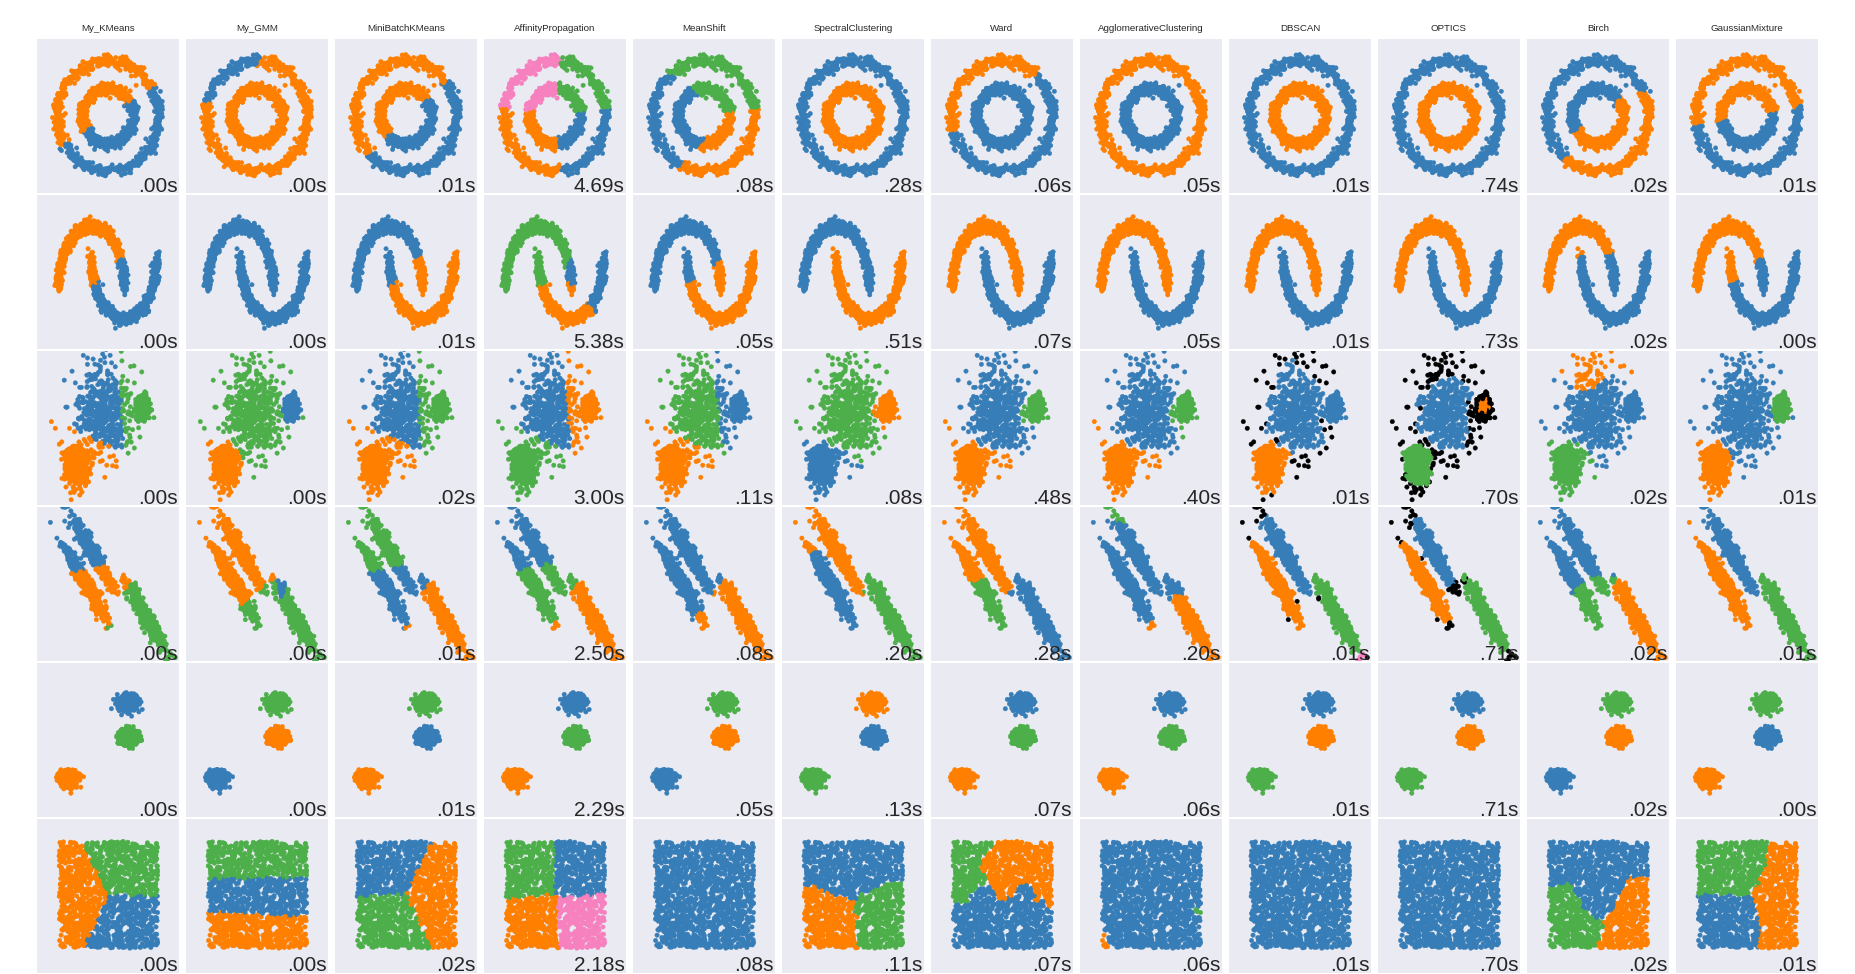 My_KMeans My_GMM MiniBatchKMeans AffinityPropagation MeanShift SpectralClustering Ward AgglomerativeClustering DBSCAN OPTICS Birch GaussianMixture
.00s .00s .01s 4.69s .08s .28s .06s .05s .01s .74s .02s .01s
.00s .00s .01s 5.38s .05s .51s .07s .05s .01s .73s .02s .00s
.00s .00s .02s 3.00s .11s .08s .48s .40s .01s .70s .02s .01s
.00s .00s .01s 2.50s .08s .20s .28s .20s .01s .71s .02s .01s
.00s .00s .01s 2.29s .05s .13s .07s .06s .01s .71s .02s .00s
.00s .00s .02s 2.18s .08s .11s .07s .06s .01s .70s .02s .01s